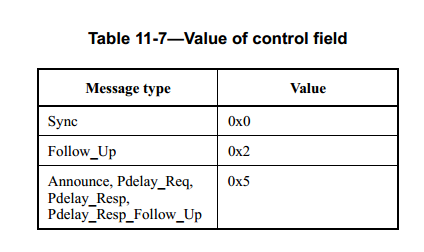 Table 11-7—Value of control field
Message type Value
Sync 0x0
Follow_Up 0x2
Announce, Pdelay_Req, 0x5
Pdelay_Resp,
Pdelay_Resp_Follow_Up